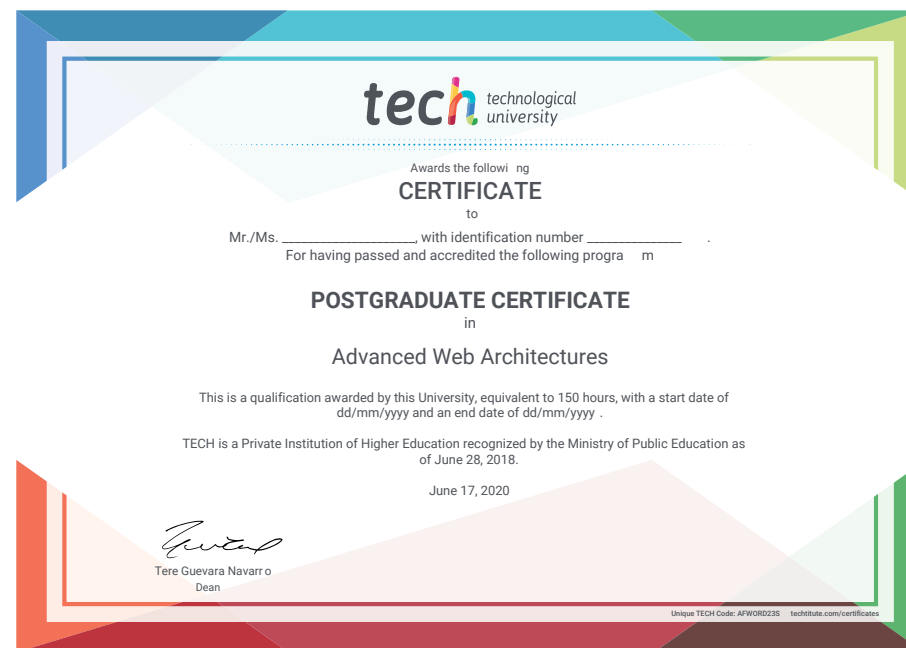 tech technological
university
Awards the followi ng
CERTIFICATE
to
Mr./Ms. ____________________, with identification number ______________ .
For having passed and accredited the following progra m
POSTGRADUATE CERTIFICATE
in
Advanced Web Architectures
This is a qualification awarded by this University, equivalent to 150 hours, with a start date of
dd/mm/yyyy and an end date of dd/mm/yyyy .
TECH is a Private Institution of Higher Education recognized by the Ministry of Public Education as
of June 28, 2018.
June 17, 2020
Tere Guevara Navarr o
Dean
Unique TECH Code: AFWORD23S techtitute.com/certificates